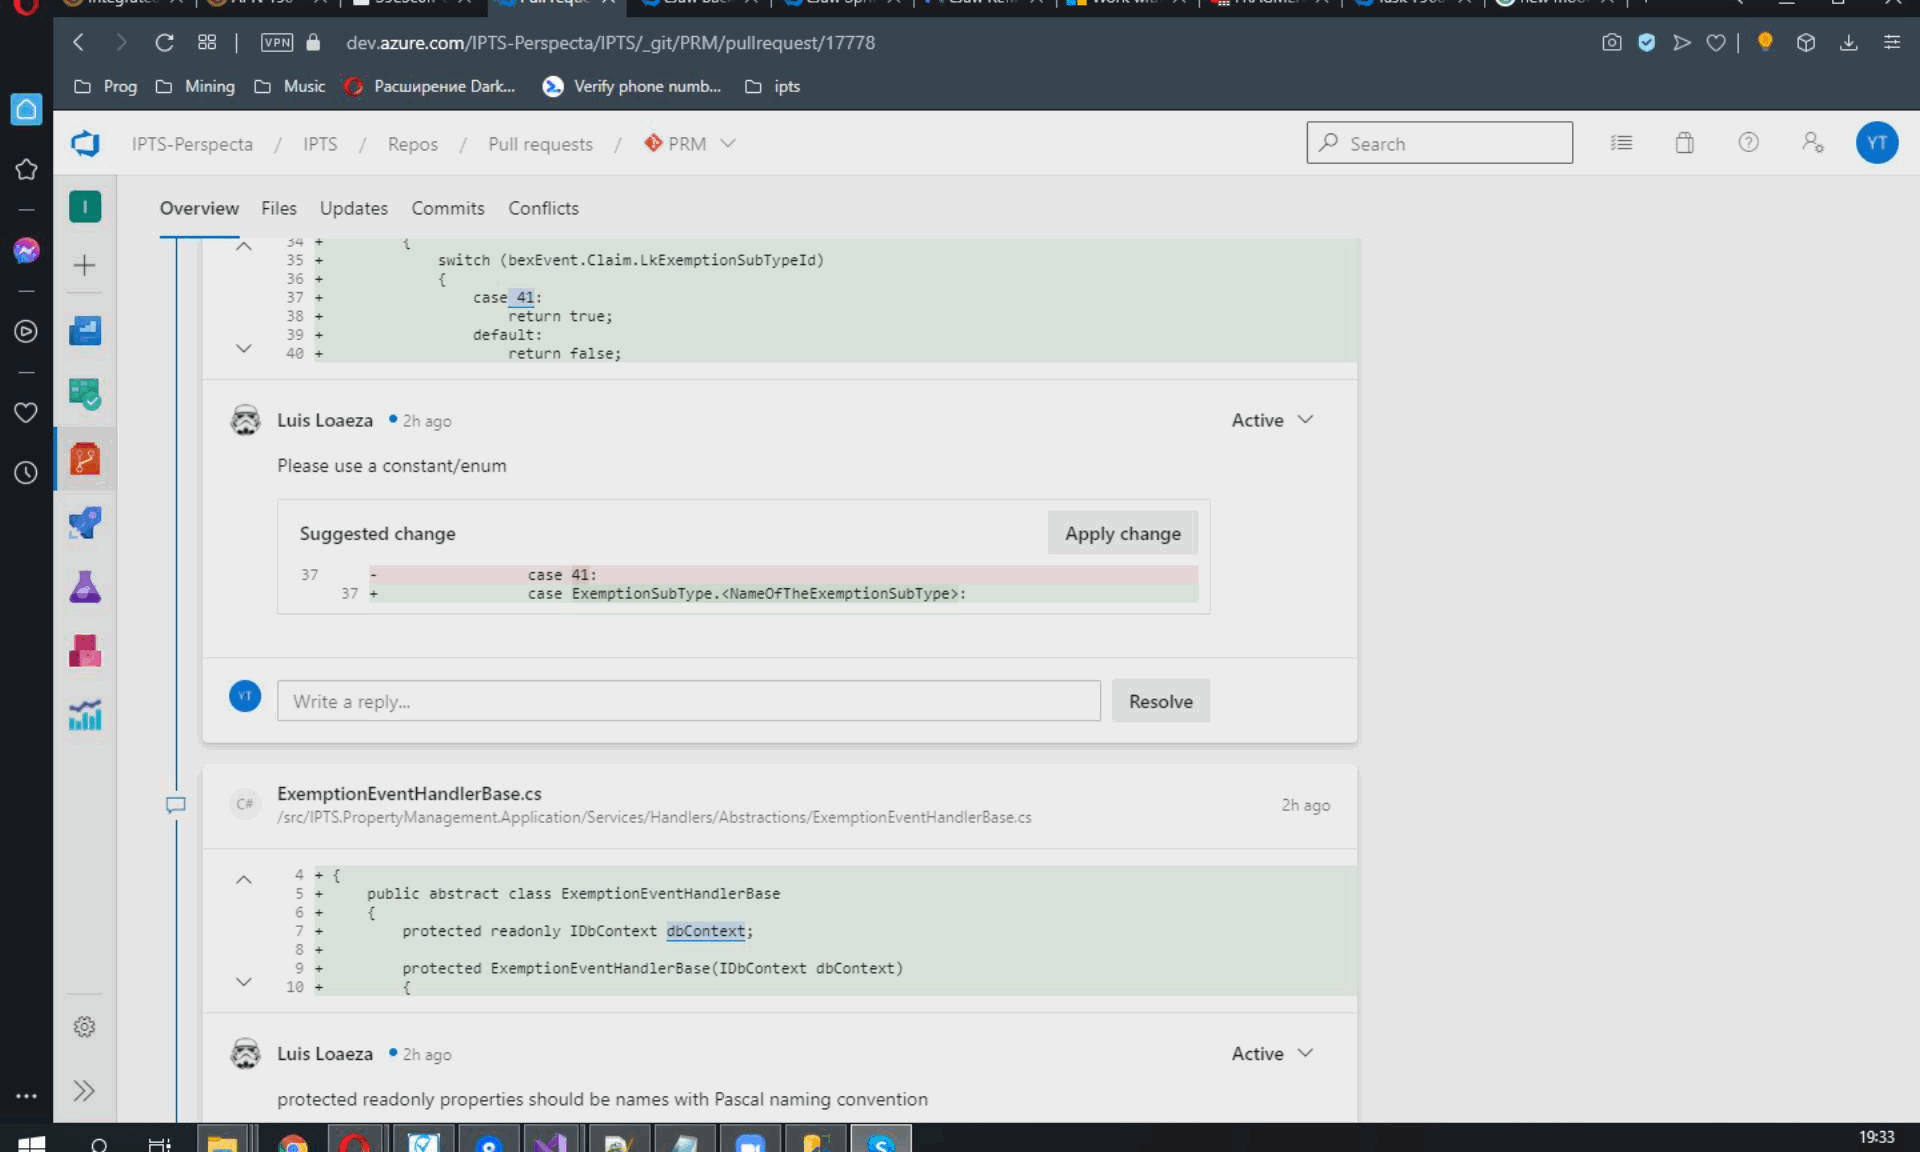 VPN
dev.azure.com/IPTS-Perspecta/IPTS/_git/PRM/pullrequest/17778
Prog
Mining
Music
Расширение Dark...
Verify phone numb...
ipts
IPTS-Perspecta / IPTS / Repos / Pull requests / PRM
Search
YT
I
Overview Files Updates Commits Conflicts
34 + {
35 + switch (bexEvent.Claim.LkExemptionSubTypeId)
36 + {
37 + case 41:
38 + return true;
39 + default:
40 + return false;
Luis Loaeza 2h ago
Active
Please use a constant/enum
Suggested change
Apply change
37 - case 41:
37 + case ExemptionSubType.<NameOfTheExemptionSubType>:
YT
Write a reply...
Resolve
C#
ExemptionEventHandlerBase.cs
/src/IPTS.PropertyManagement.Application/Services/Handlers/Abstractions/ExemptionEventHandlerBase.cs
2h ago
4 + {
5 + public abstract class ExemptionEventHandlerBase
6 + {
7 + protected readonly IDbContext dbContext;
8 +
9 + protected ExemptionEventHandlerBase(IDbContext dbContext)
10 + {
Luis Loaeza 2h ago
Active
protected readonly properties should be names with Pascal naming convention
19:33